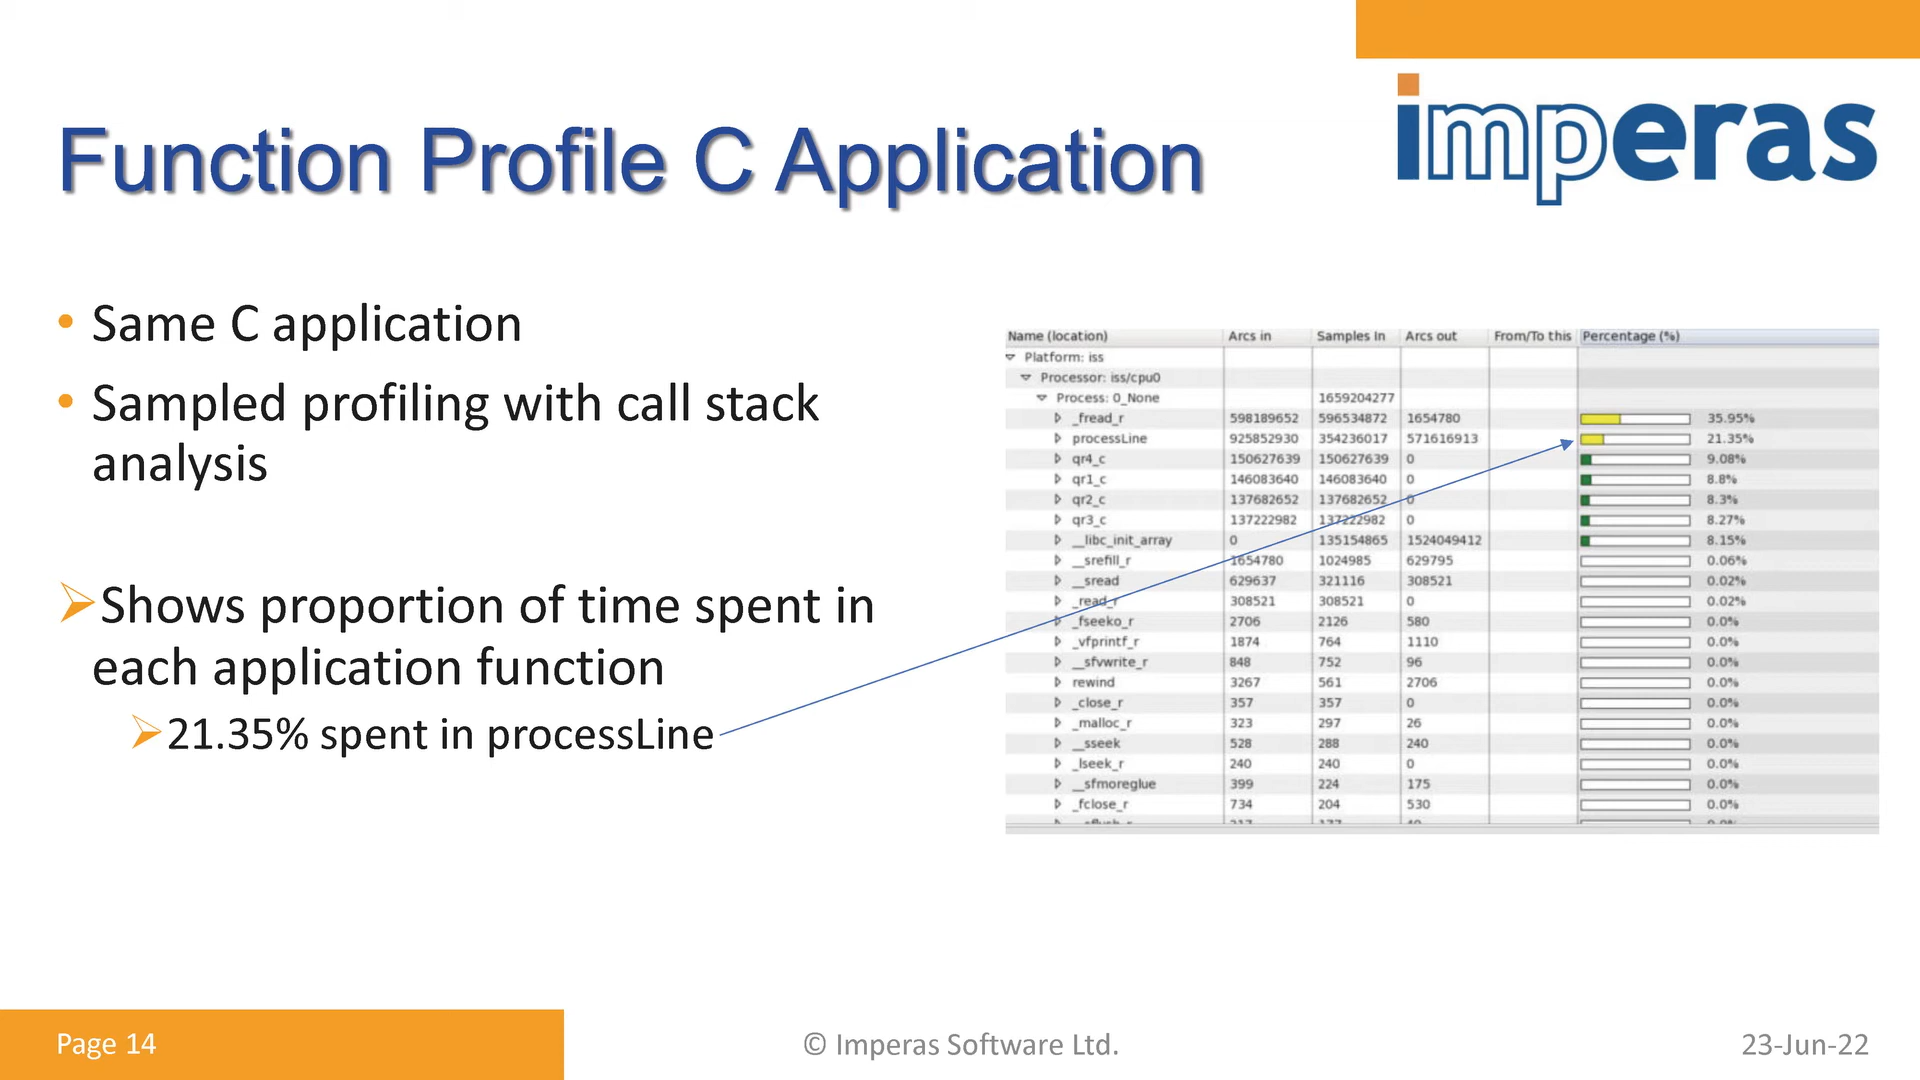 imperas
Function Profile C Application
• Same C application
• Sampled profiling with call stack
analysis
Shows proportion of time spent in
each application function
21.35% spent in processLine
Name (location) Arcs in Samples In Arcs out From/To this Percentage (%)
Platform: iss
Processor: iss/cpu0
Process: 0_None 1659204277
_fread_r 598189652 596534872 1654780 35.95%
processLine 925852930 354236017 571616913 21.35%
qr4_c 150627639 150627639 0 9.08%
qr1_c 146083640 146083640 0 8.8%
qr2_c 137682652 137682652 0 8.3%
qr3_c 137222982 137222982 0 8.27%
__libc_init_array 0 135154865 1524049412 8.15%
__srefill_r 1654780 1024985 629795 0.06%
__sread 629637 321116 308521 0.02%
_read_r 308521 308521 0 0.02%
_fseeko_r 2706 2126 580 0.0%
_vfprintf_r 1874 764 1110 0.0%
__sfvwrite_r 848 752 96 0.0%
rewind 3267 561 2706 0.0%
_close_r 357 357 0 0.0%
_malloc_r 323 297 26 0.0%
__sseek 528 288 240 0.0%
_lseek_r 240 240 0 0.0%
__sfmoreglue 399 224 175 0.0%
_fclose_r 734 204 530 0.0%
Page 14
© Imperas Software Ltd.
23-Jun-22